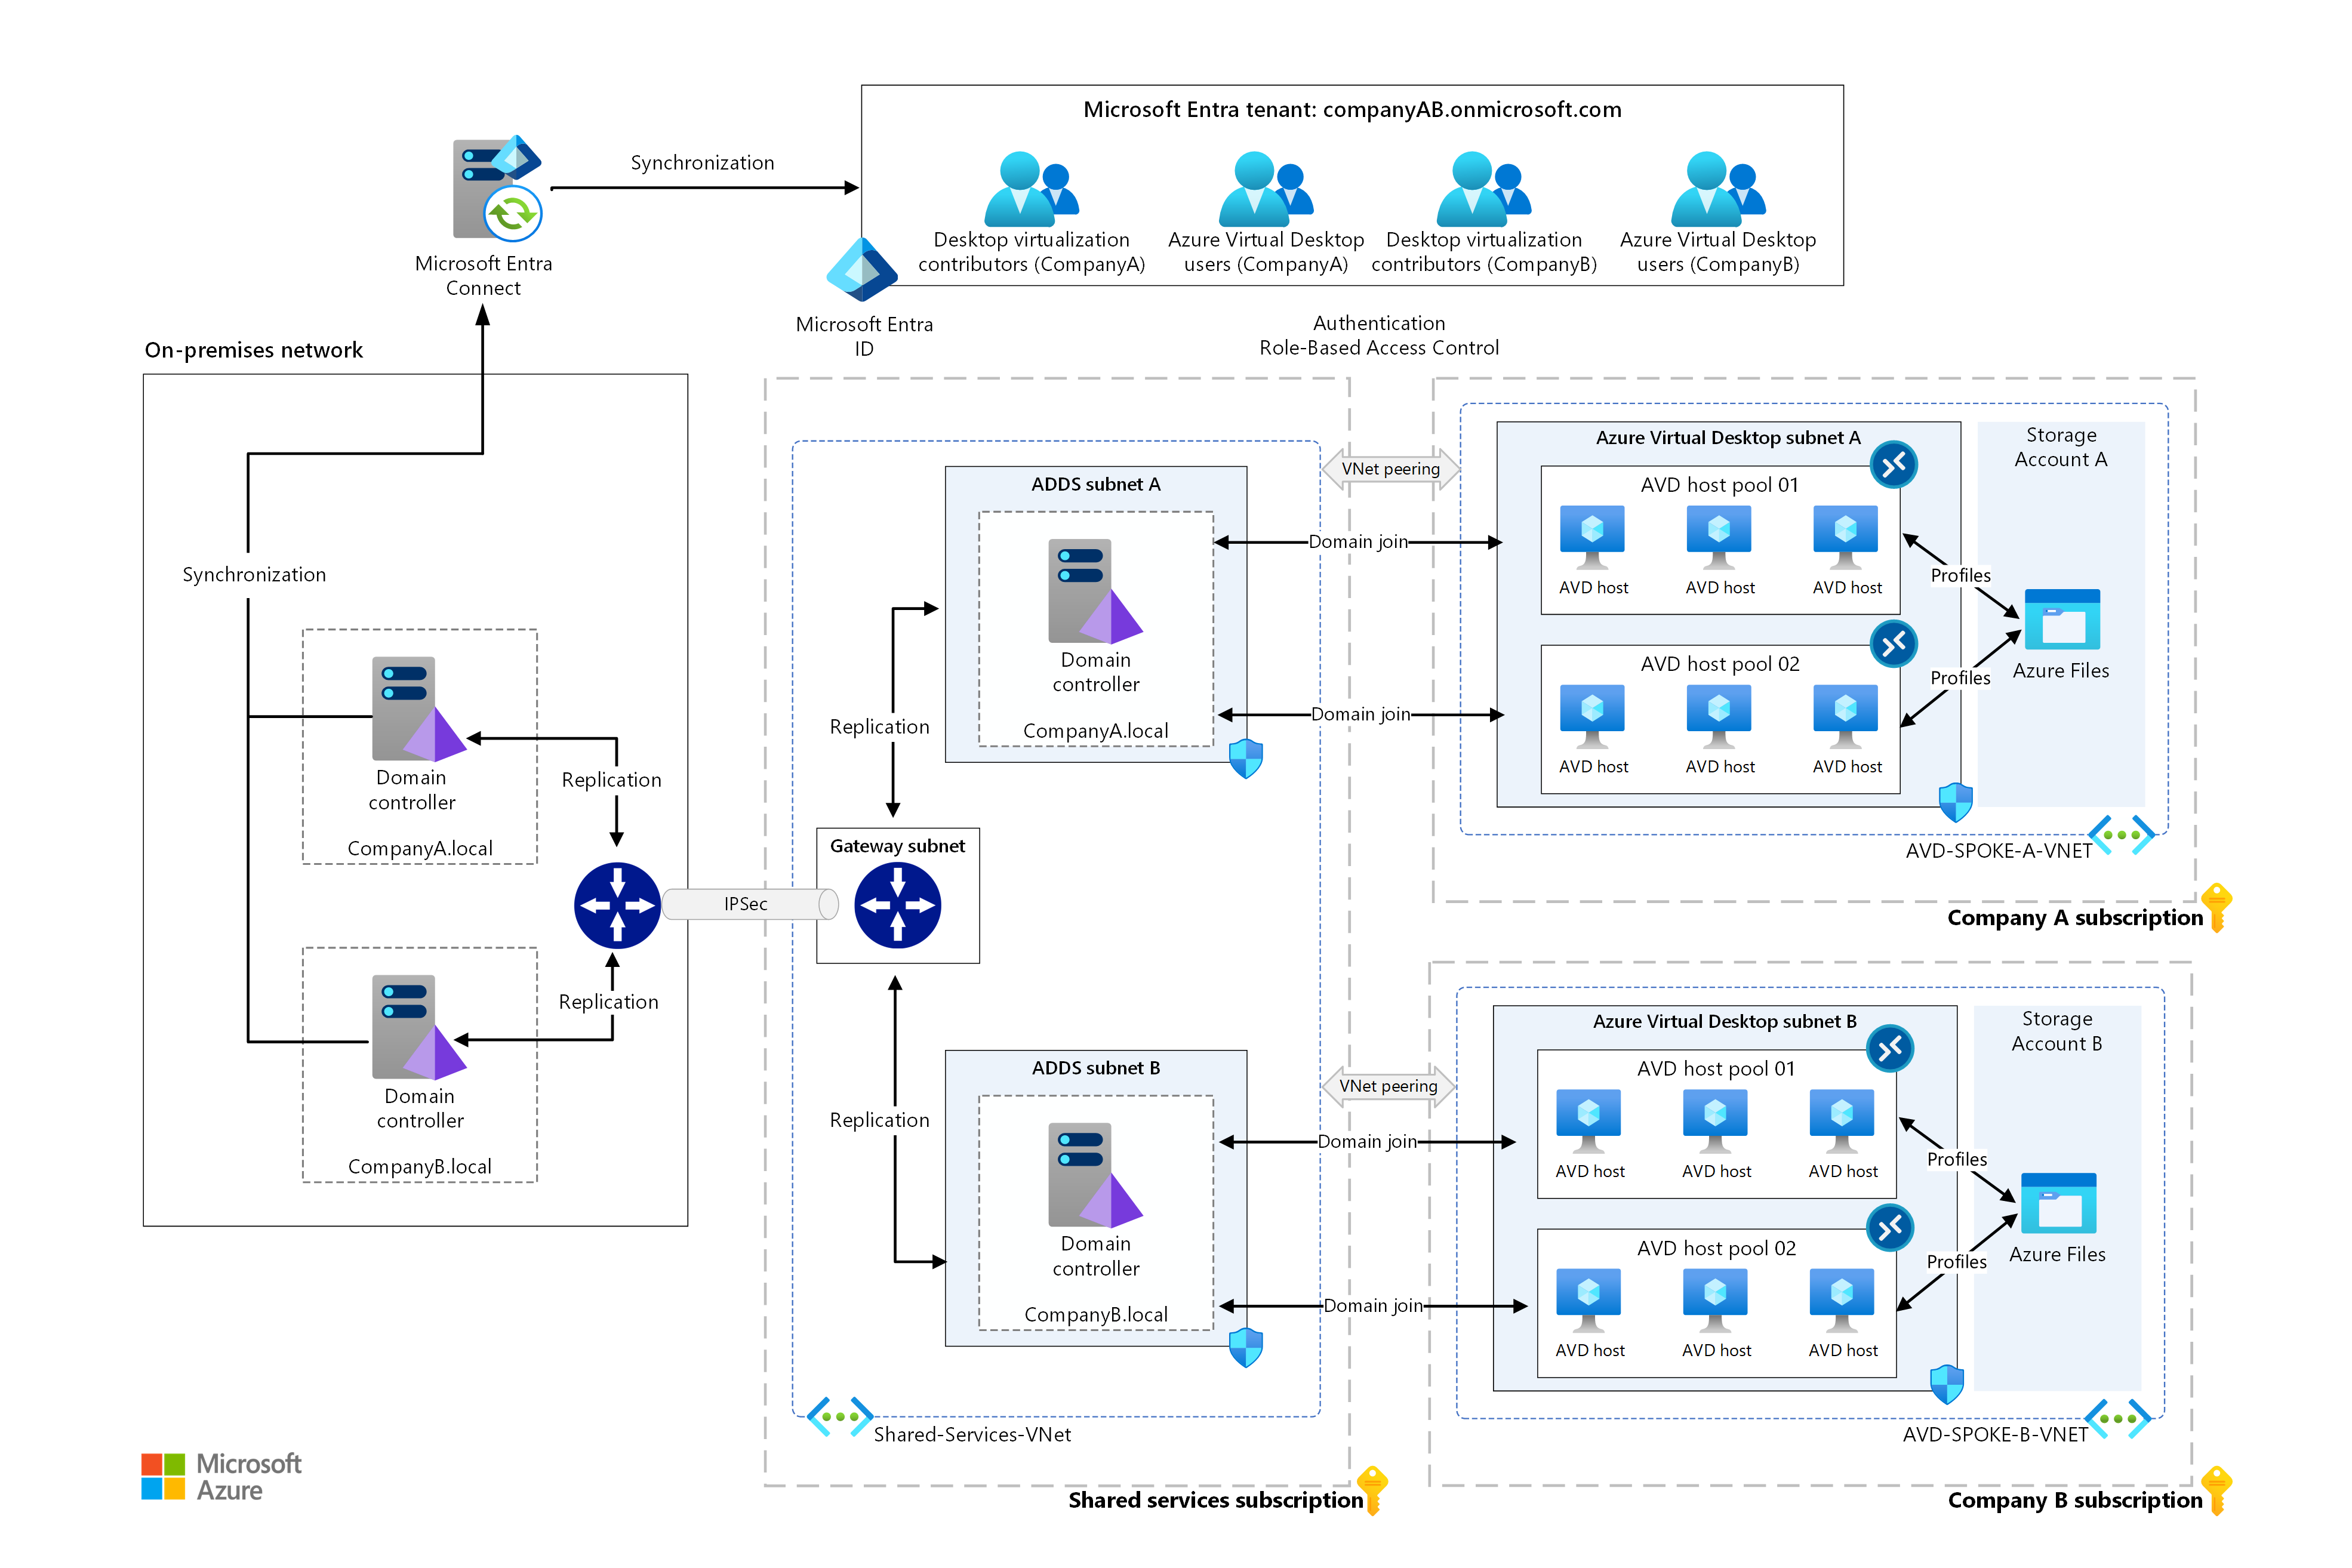 Microsoft Entra tenant: companyAB.onmicrosoft.com
Desktop virtualization
contributors (CompanyA)
Azure Virtual Desktop
users (CompanyA)
Desktop virtualization
contributors (CompanyB)
Azure Virtual Desktop
users (CompanyB)
Synchronization
Microsoft Entra
Connect
Microsoft Entra
ID
Authentication
Role-Based Access Control
On-premises network
Synchronization
Domain
controller
CompanyA.local
Replication
Domain
controller
CompanyB.local
Replication
IPSec
Gateway subnet
Replication
Replication
ADDS subnet A
Domain
controller
CompanyA.local
ADDS subnet B
Domain
controller
CompanyB.local
Shared-Services-VNet
Shared services subscription
VNet peering
Domain join
Domain join
VNet peering
Domain join
Domain join
Azure Virtual Desktop subnet A
AVD host pool 01
AVD host
AVD host
AVD host
AVD host pool 02
AVD host
AVD host
AVD host
Profiles
Profiles
Storage
Account A
Azure Files
AVD-SPOKE-A-VNET
Company A subscription
Azure Virtual Desktop subnet B
AVD host pool 01
AVD host
AVD host
AVD host
AVD host pool 02
AVD host
AVD host
AVD host
Profiles
Profiles
Storage
Account B
Azure Files
AVD-SPOKE-B-VNET
Company B subscription
Microsoft
Azure